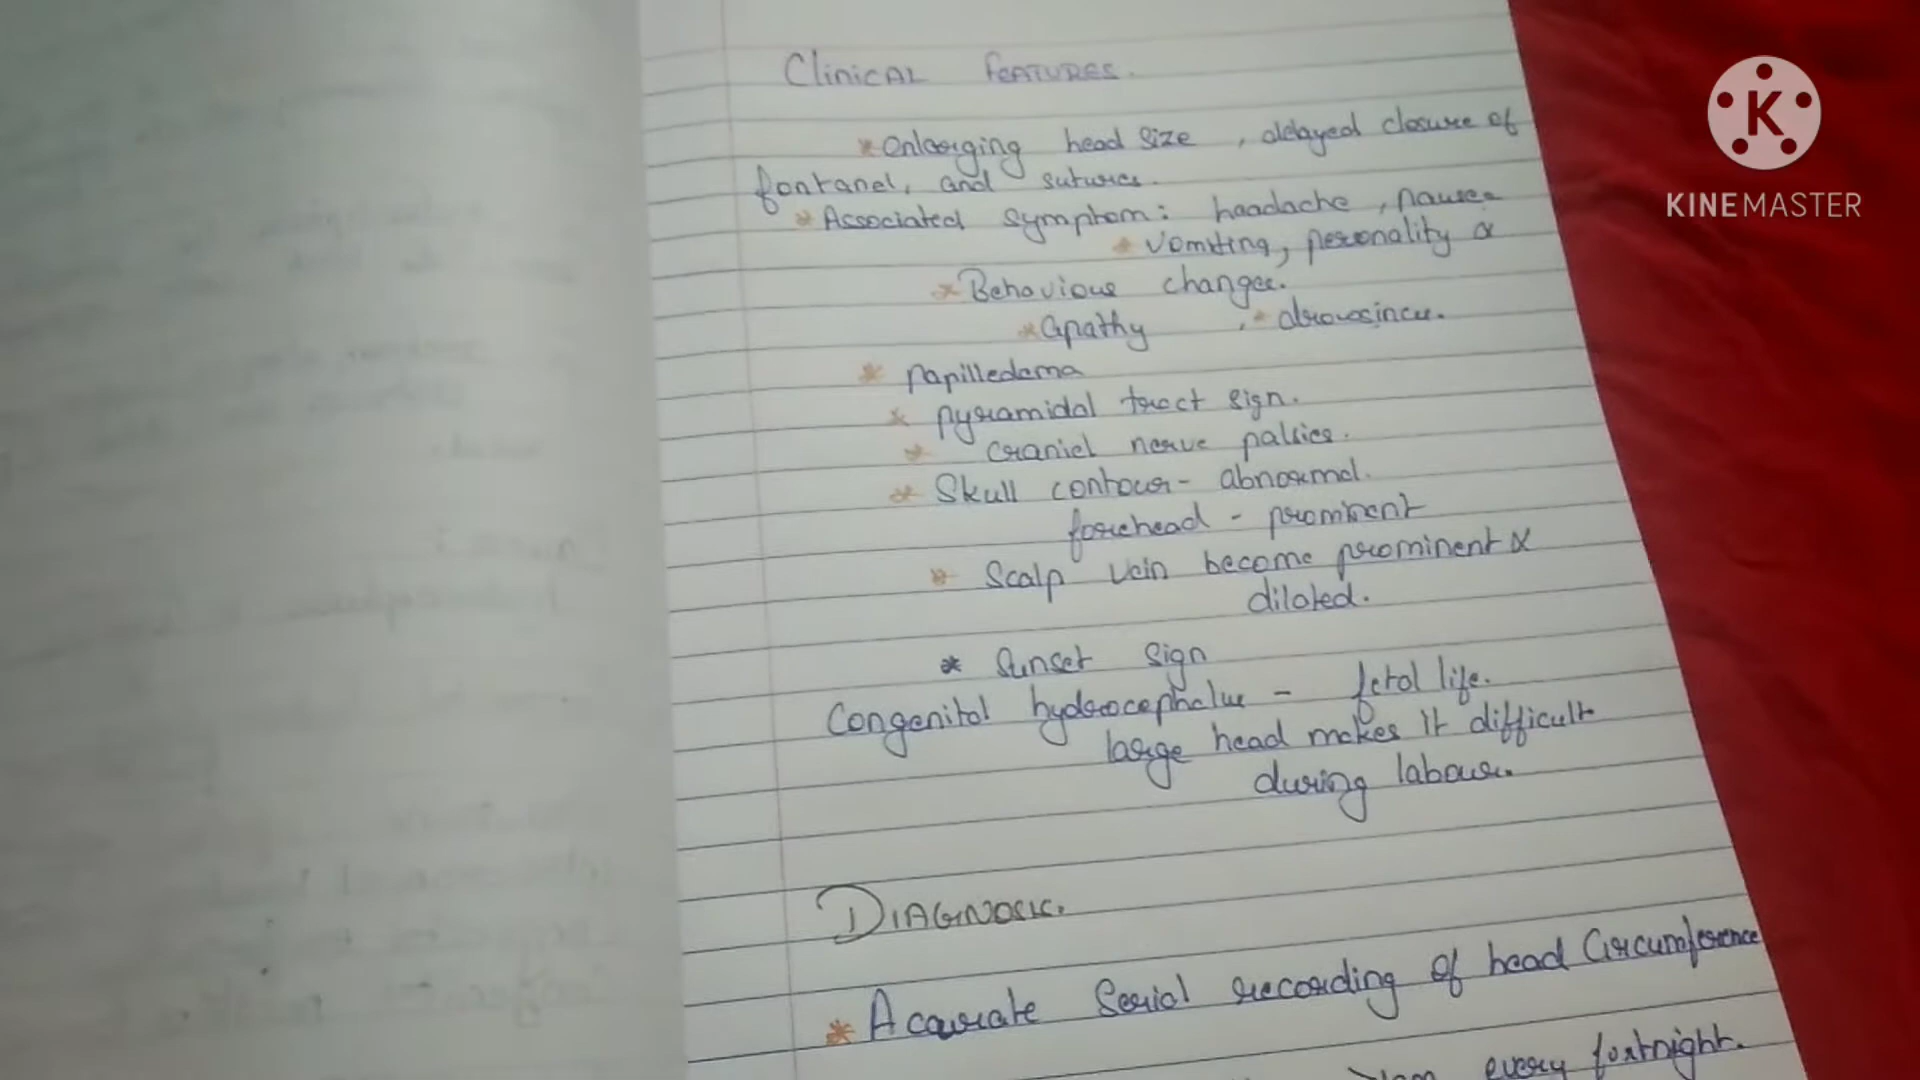 CLINICAL FEATURES.
* enlarging head size, delayed closure of
fontanel, and sutures.
* Associated symptom: headache, nausea
* vomiting, personality &
* Behaviour changes.
* apathy, * drowsiness.
* papilledema
* pyramidal tract sign.
* cranial nerve palsies.
* Skull contour - abnormal.
forehead - prominent
* Scalp vein become prominent &
dilated.
* Sunset sign
Congenital hydrocephalus - fetal life.
large head makes it difficult
during labour.
DIAGNOSIS.
* Accurate Serial recording of head Circumference
every fortnight.
K
KINEMASTER